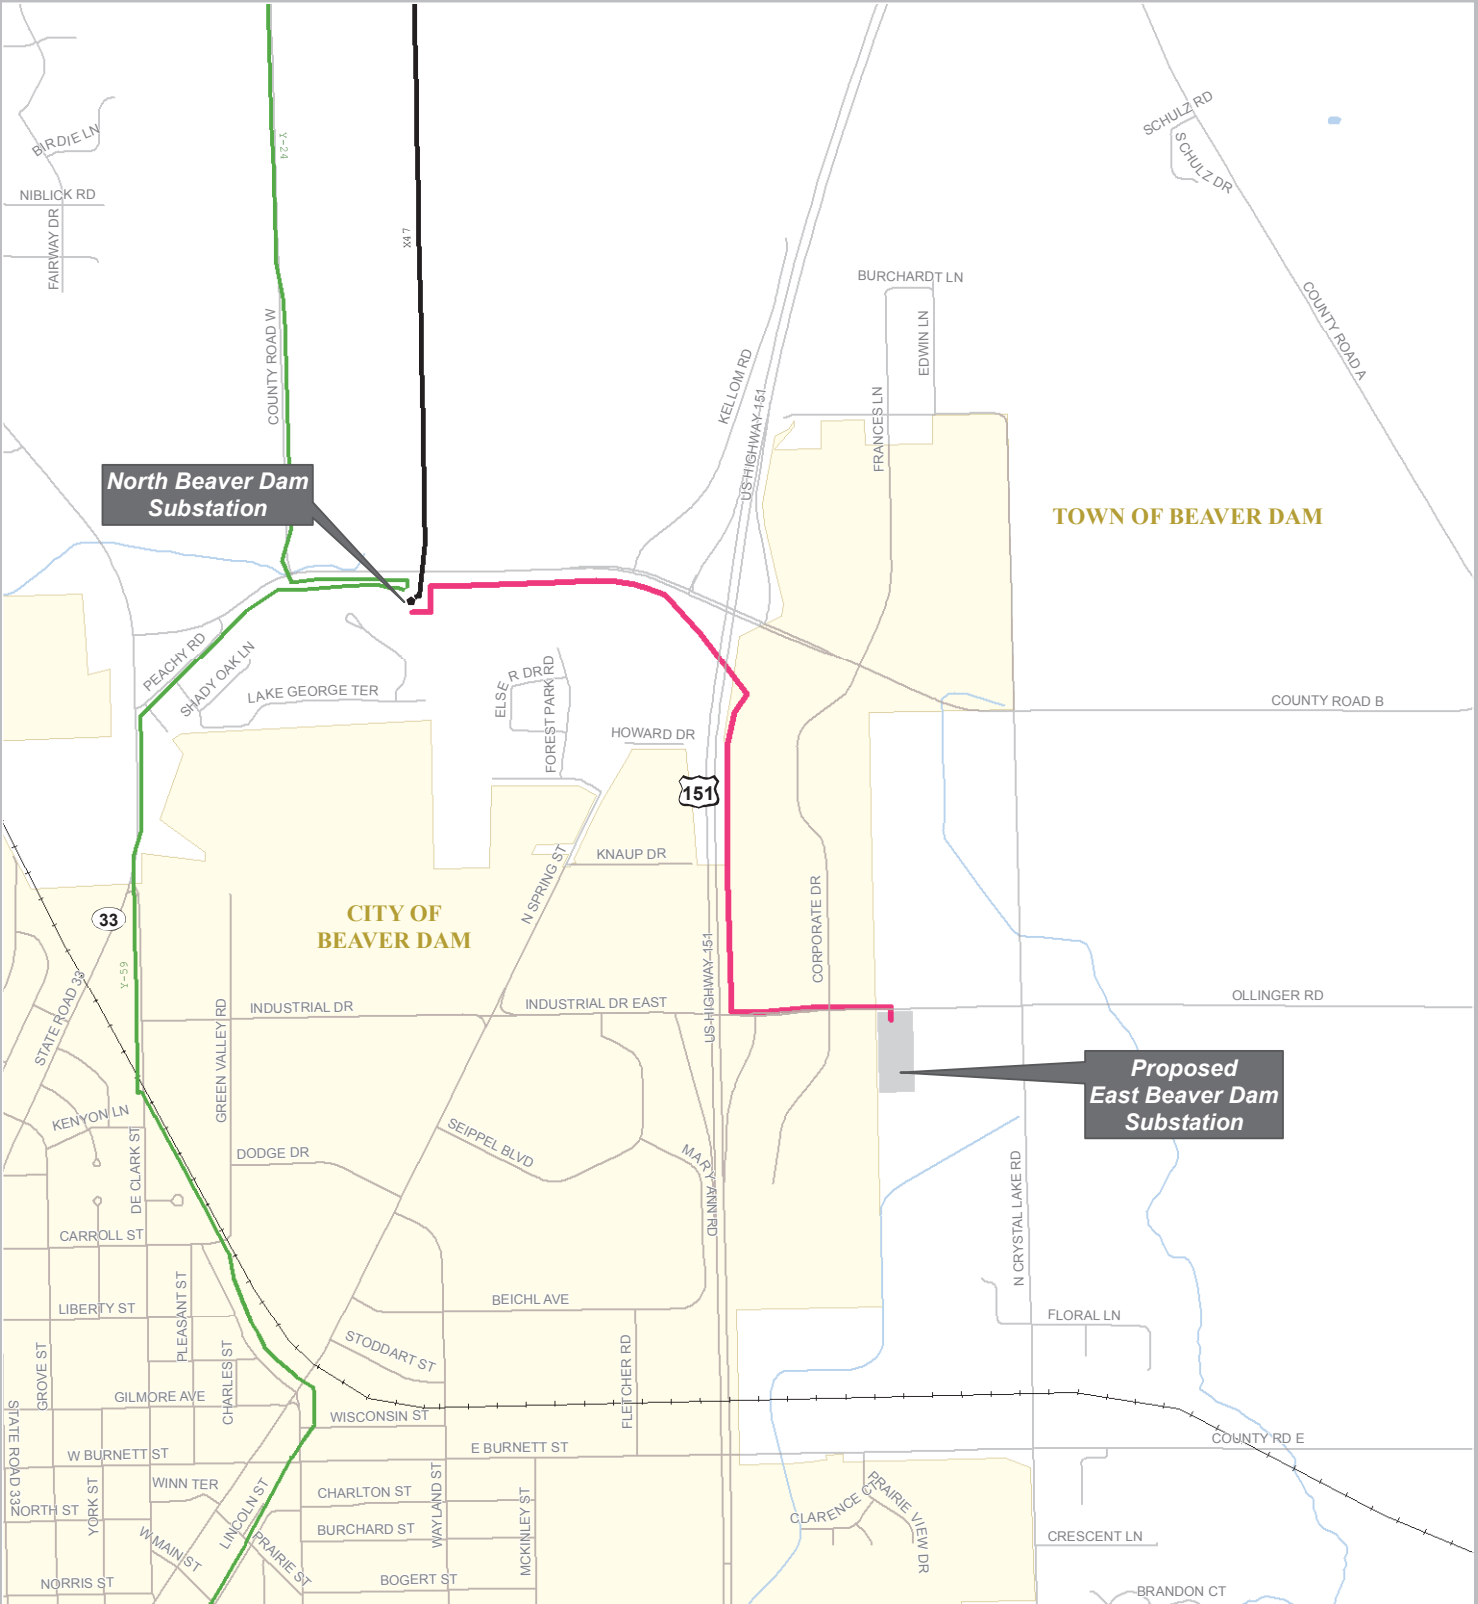 SCHULZ RD
SCHULZ DR
BIRDIE LN
Y-24
NIBLICK RD
FAIRWAY DR
X47
BURCHARDT LN
EDWIN LN
COUNTY ROAD A
COUNTY ROAD W
KELLOM RD
US HIGHWAY 151
FRANCES LN
North Beaver Dam
Substation
TOWN OF BEAVER DAM
PEACHY RD
SHADY OAK LN
LAKE GEORGE TER
ELSER DR
FOREST PARK RD
HOWARD DR
COUNTY ROAD B
151
KNAUP DR
N SPRING ST
CORPORATE DR
33
CITY OF
BEAVER DAM
Y-59
STATE ROAD 33
GREEN VALLEY RD
INDUSTRIAL DR
INDUSTRIAL DR EAST
US HIGHWAY 151
OLLINGER RD
Proposed
East Beaver Dam
Substation
KENYON LN
DE CLARK ST
DODGE DR
SEIPPEL BLVD
MARY ANN RD
N CRYSTAL LAKE RD
CARROLL ST
LIBERTY ST
PLEASANT ST
BEICHL AVE
FLORAL LN
GROVE ST
CHARLES ST
STODDART ST
FLETCHER RD
GILMORE AVE
WISCONSIN ST
STATE ROAD 33
W BURNETT ST
E BURNETT ST
COUNTY RD E
WINN TER
YORK ST
NORTH ST
LINCOLN ST
CHARLTON ST
WAYLAND ST
MCKINLEY ST
CLARENCE CT
PRAIRIE VIEW DR
W MAIN ST
PRAIRIE ST
BURCHARD ST
CRESCENT LN
NORRIS ST
BOGERT ST
BRANDON CT